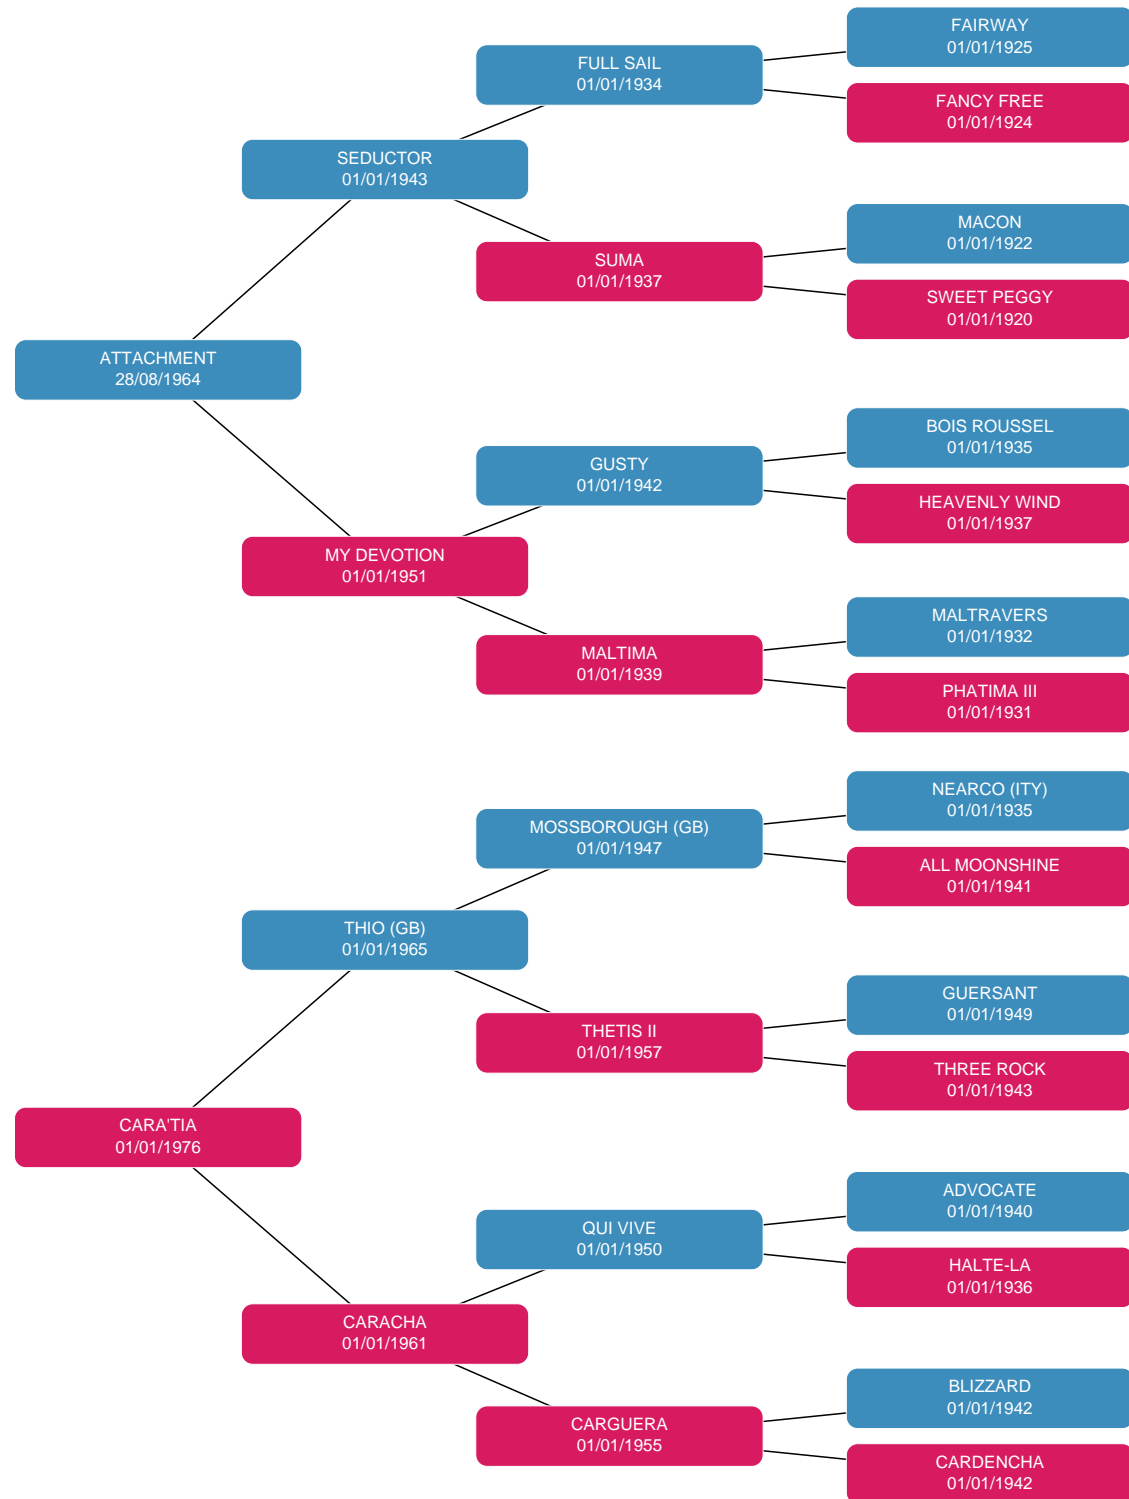 FAIRWAY
01/01/1925
FULL SAIL
01/01/1934
FANCY FREE
01/01/1924
SEDUCTOR
01/01/1943
MACON
01/01/1922
SUMA
01/01/1937
SWEET PEGGY
01/01/1920
ATTACHMENT
28/08/1964
BOIS ROUSSEL
01/01/1935
GUSTY
01/01/1942
HEAVENLY WIND
01/01/1937
MY DEVOTION
01/01/1951
MALTRAVERS
01/01/1932
MALTIMA
01/01/1939
PHATIMA III
01/01/1931
NEARCO (ITY)
01/01/1935
MOSSBOROUGH (GB)
01/01/1947
ALL MOONSHINE
01/01/1941
THIO (GB)
01/01/1965
GUERSANT
01/01/1949
THETIS II
01/01/1957
THREE ROCK
01/01/1943
CARA'TIA
01/01/1976
ADVOCATE
01/01/1940
QUI VIVE
01/01/1950
HALTE-LA
01/01/1936
CARACHA
01/01/1961
BLIZZARD
01/01/1942
CARGUERA
01/01/1955
CARDENCHA
01/01/1942